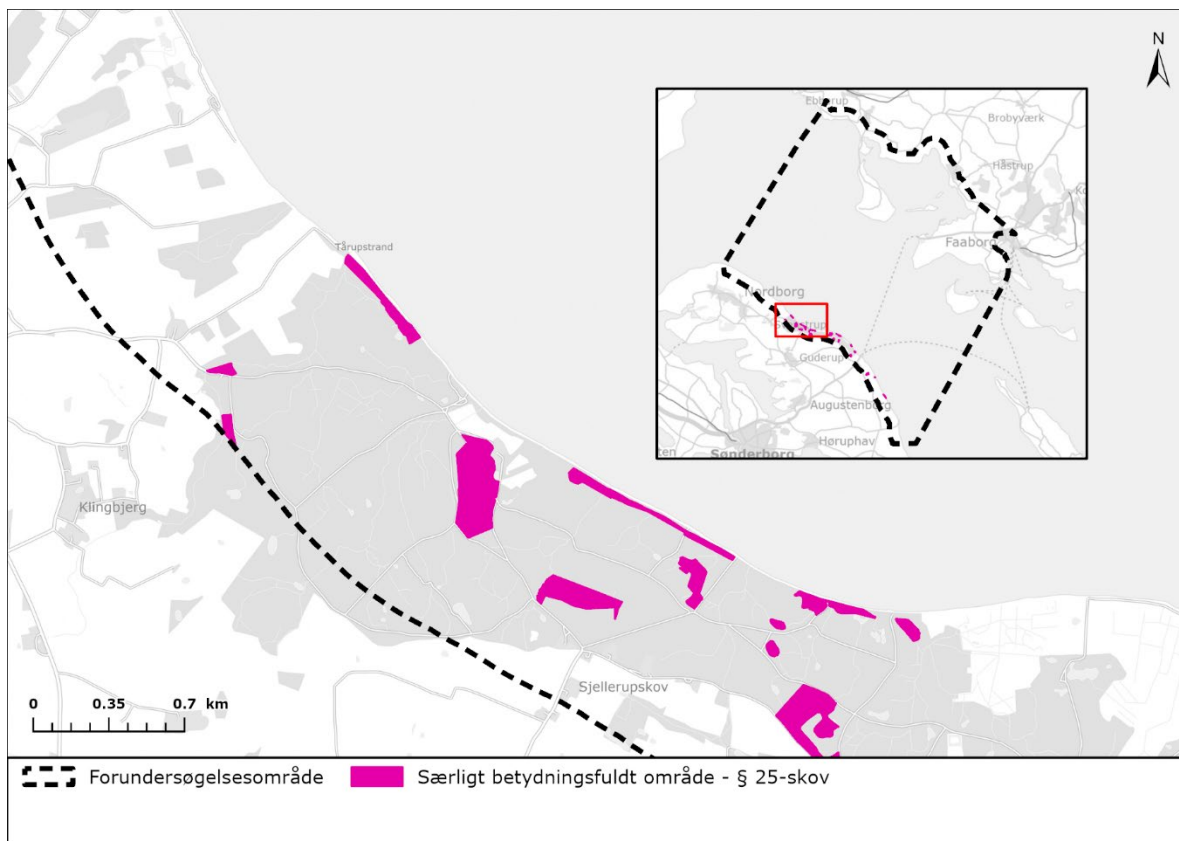 N
Ebberup
Brobyværk
Håstrup
Faaborg
Nordborg
Guderup
Augustenborg
Høruphav
Sønderborg
Tårupstrand
Klingbjerg
Sjellerupskov
0 0.35 0.7 km
Forundersøgelsesområde
Særligt betydningsfuldt område - § 25-skov